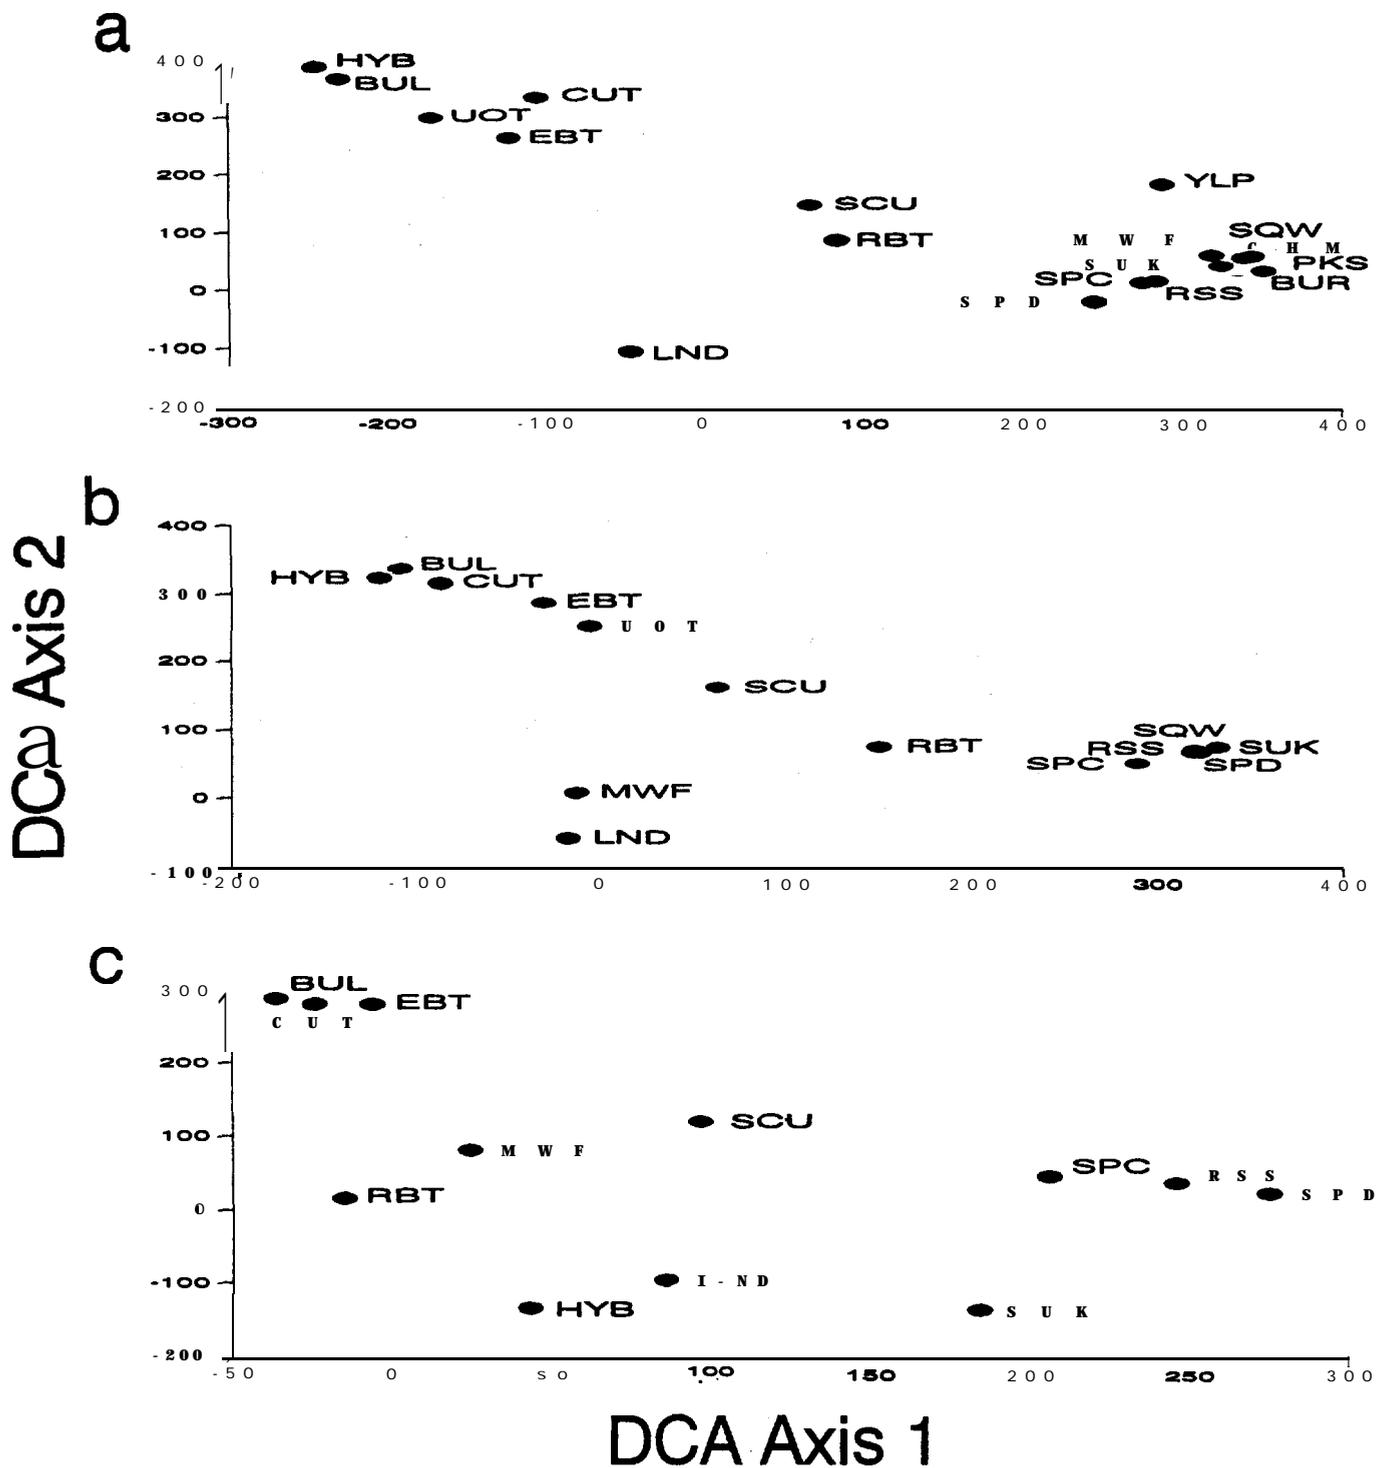 a
400
HYB
BUL
CUT
300
UOT
EBT
200
YLP
SCU
100
RBT
M W F
SQW
C H M
S U K
PKS
SPC
BUR
0
RSS
S P D
-100
LND
-200
-300 -200 -100 0 100 200 300 400
b
400
BUL
HYB
CUT
300
EBT
U O T
200
SCU
100
SQW
RBT
RSS
SUK
SPC
SPD
0
MWF
LND
-100
-200 -100 0 100 200 300 400
DCa Axis 2
c
300
BUL
EBT
C U T
200
SCU
100
M W F
SPC
R S S
RBT
S P D
0
-100
I-ND
HYB
S U K
-200
-50 0 so 100 150 200 250 300
DCA Axis 1